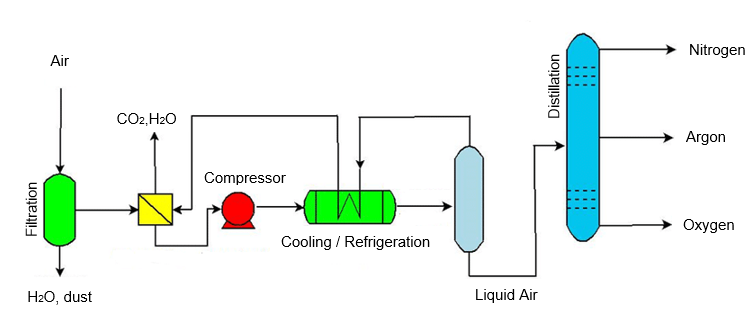 Air
CO₂,H₂O
Filtration
H₂O, dust
Compressor
Cooling / Refrigeration
Liquid Air
Distillation
Nitrogen
Argon
Oxygen